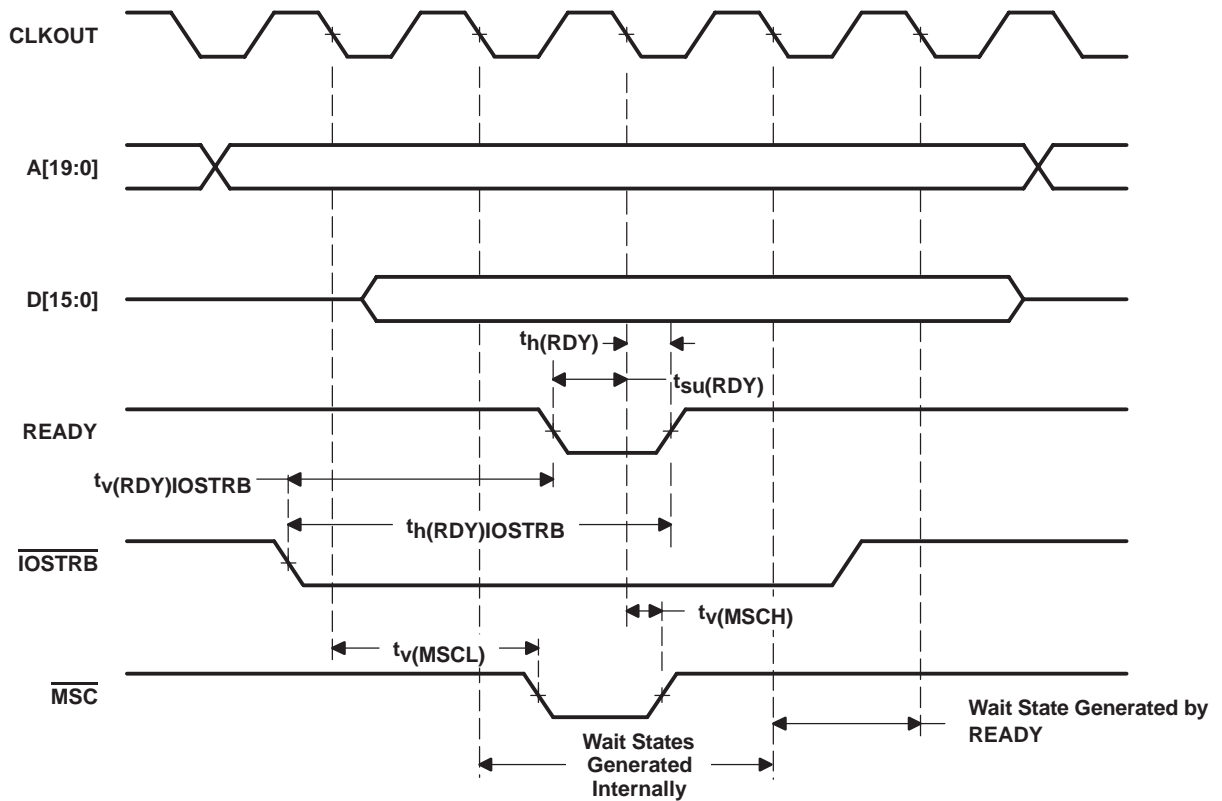 CLKOUT
A[19:0]
D[15:0]
th(RDY)
tsu(RDY)
READY
tv(RDY)IOSTRB
th(RDY)IOSTRB
IOSTRB
tv(MSCH)
tv(MSCL)
MSC
Wait State Generated by
READY
Wait States
Generated
Internally